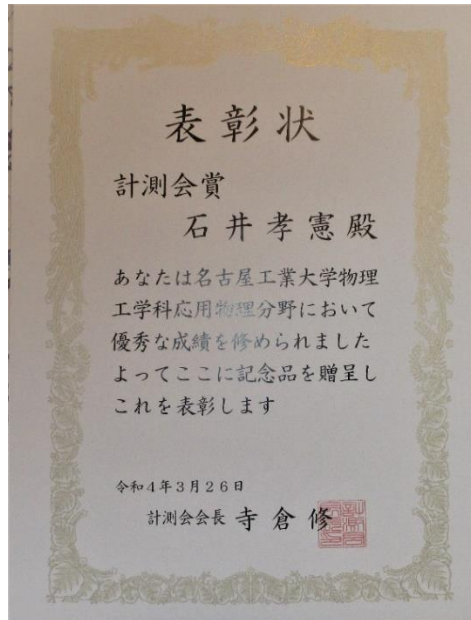 表彰状
計測会賞
石井孝憲殿
あなたは名古屋工業大学物理
工学科応用物理分野において
優秀な成績を修められました
よってここに記念品を贈呈し
これを表彰します
令和4年3月26日
計測会会長 寺倉修